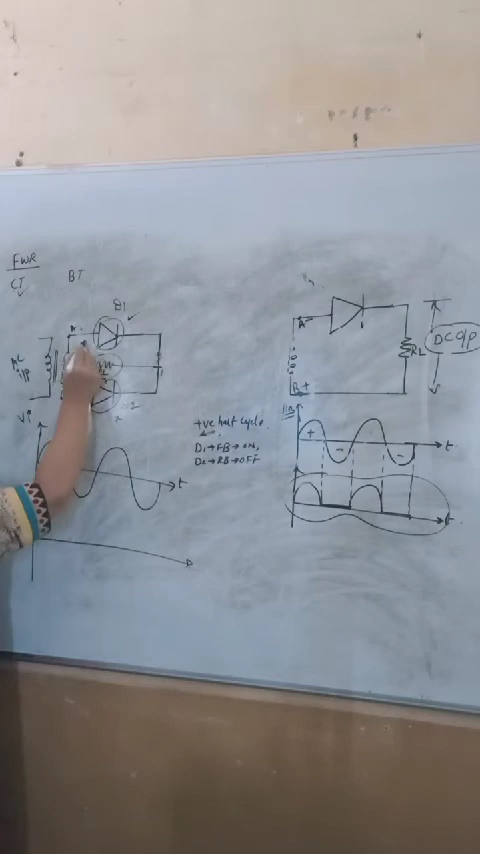 FWR
CT
BT
D1
AC
i/p
Vi
t
+ve half cycle
D1→FB→ON,
D2→RB→OFF
A
B +
RL
DC o/p
+
-
-
t
t